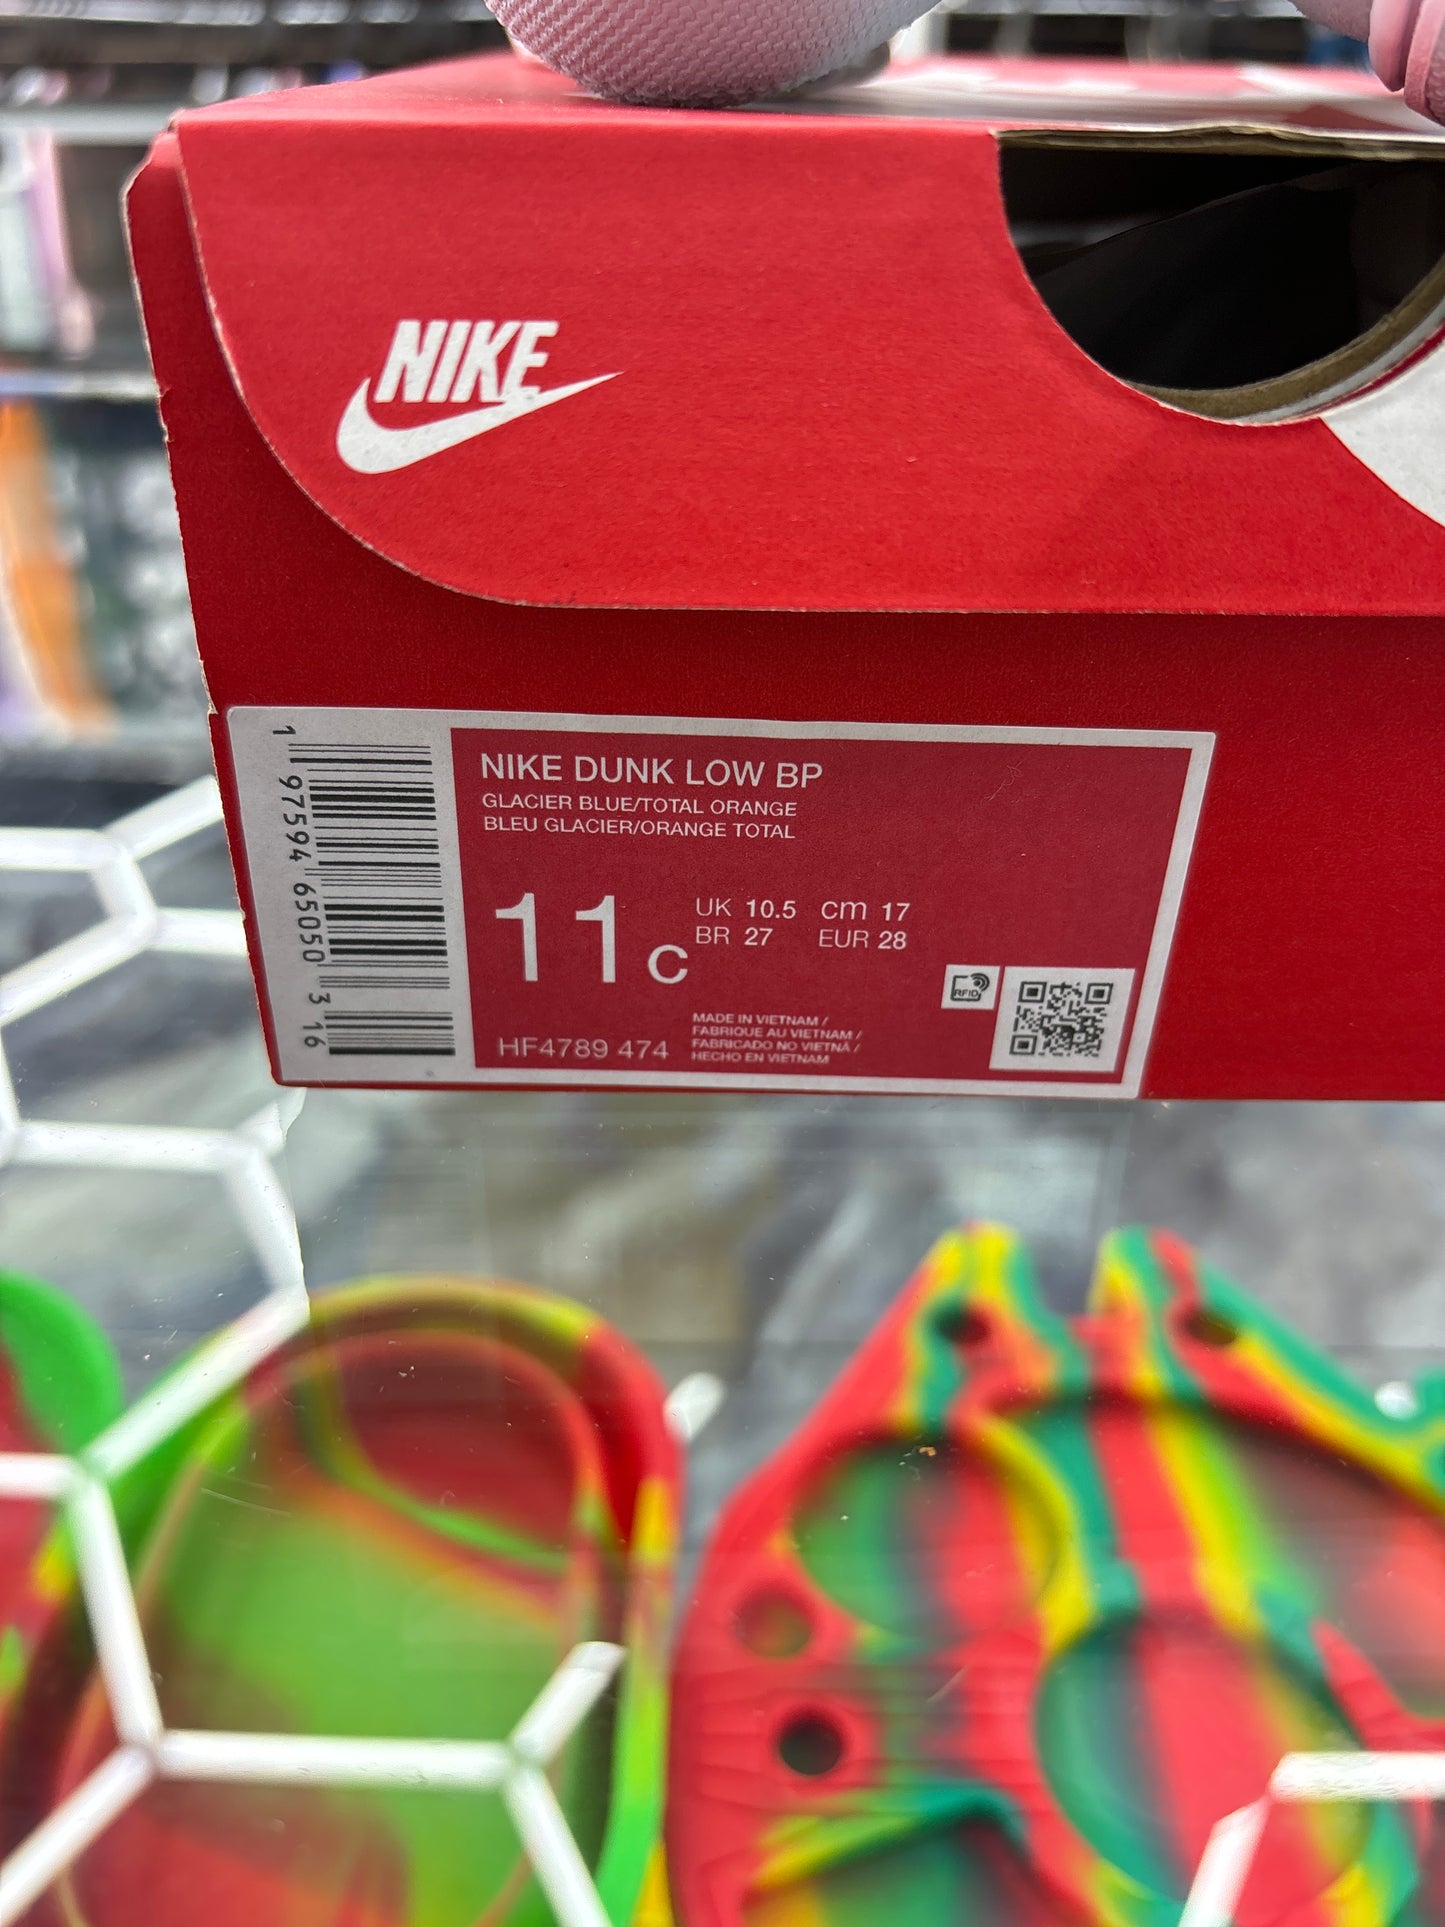 NIKE
NIKE DUNK LOW BP
GLACIER BLUE/TOTAL ORANGE
BLEU GLACIER/ORANGE TOTAL
11c
UK 10.5 cm 17
BR 27 EUR 28
RFID
MADE IN VIETNAM /
FABRIQUE AU VIETNAM /
FABRICADO NO VIETNÃ /
HECHO EN VIETNAM
HF4789 474
1 97594 65050 3 16